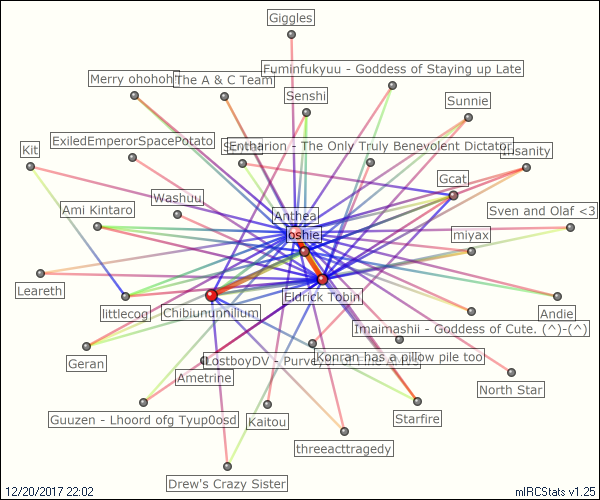 Giggles
Fuminfukyuu - Goddess of Staying up Late
Merry ohohoh
The A & C Team
Senshi
Sunnie
Kit
ExiledEmperorSpacePotato
Entharion - The Only Truly Benevolent Dictator
Insanity
Gcat
Washuu
Ami Kintaro
Anthea
Sven and Olaf <3
oshie
miyax
Leareth
Eldrick Tobin
littlecog
Chibiurunnilium
Andie
Imaimashii - Goddess of Cute. (^)-(^)
Geran
LostboyDV - Purveyor
Konran has a pillow pile too
Ametrine
North Star
Guuzen - Lhoord ofg Tyup0osd
Kaitou
Starfire
threeacttragedy
Drew's Crazy Sister
12/20/2017 22:02
mIRCStats v1.25